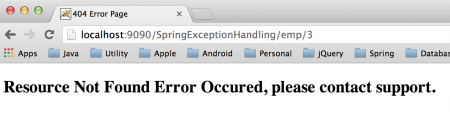 404 Error Page
localhost:9090/SpringExceptionHandling/emp/3
Apps Java Utility Apple Android Personal jQuery Spring Databas
Resource Not Found Error Occured, please contact support.